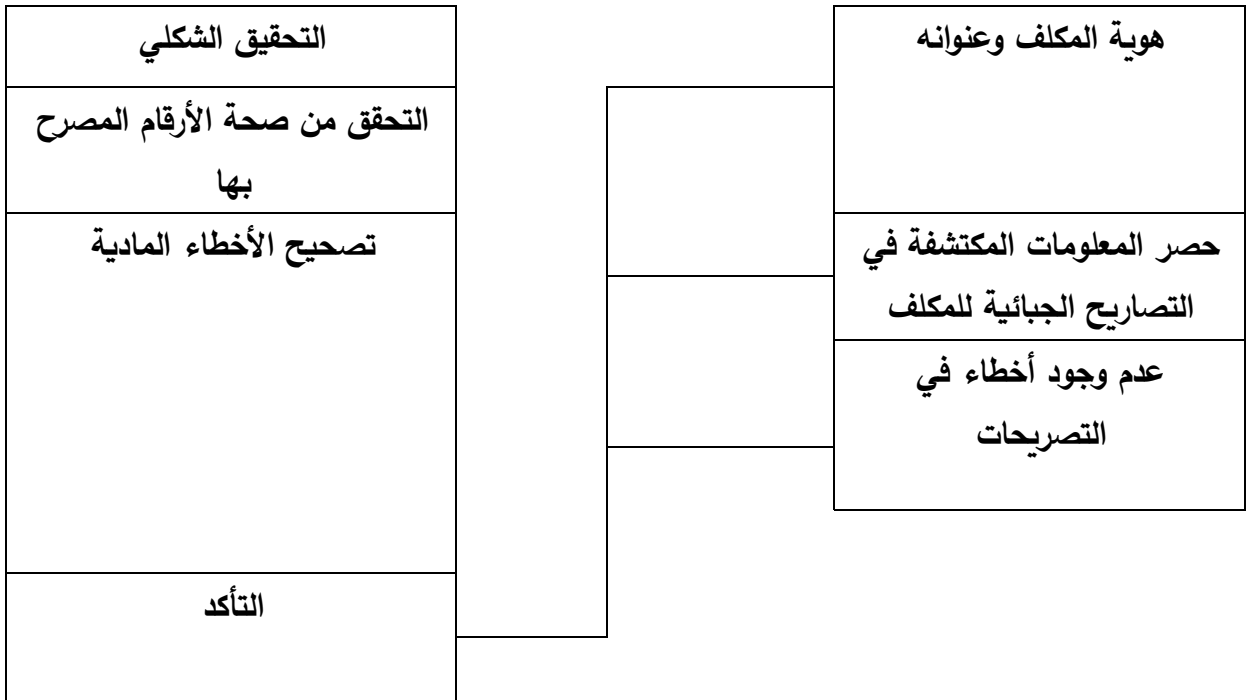 هوية المكلف وعنوانه
حصر المعلومات المكتشفة في
التصاريح الجبائية للمكلف
عدم وجود أخطاء في
التصريحات
التحقيق الشكلي
التحقق من صحة الأرقام المصرح
بها
تصحيح الأخطاء المادية
التأكد